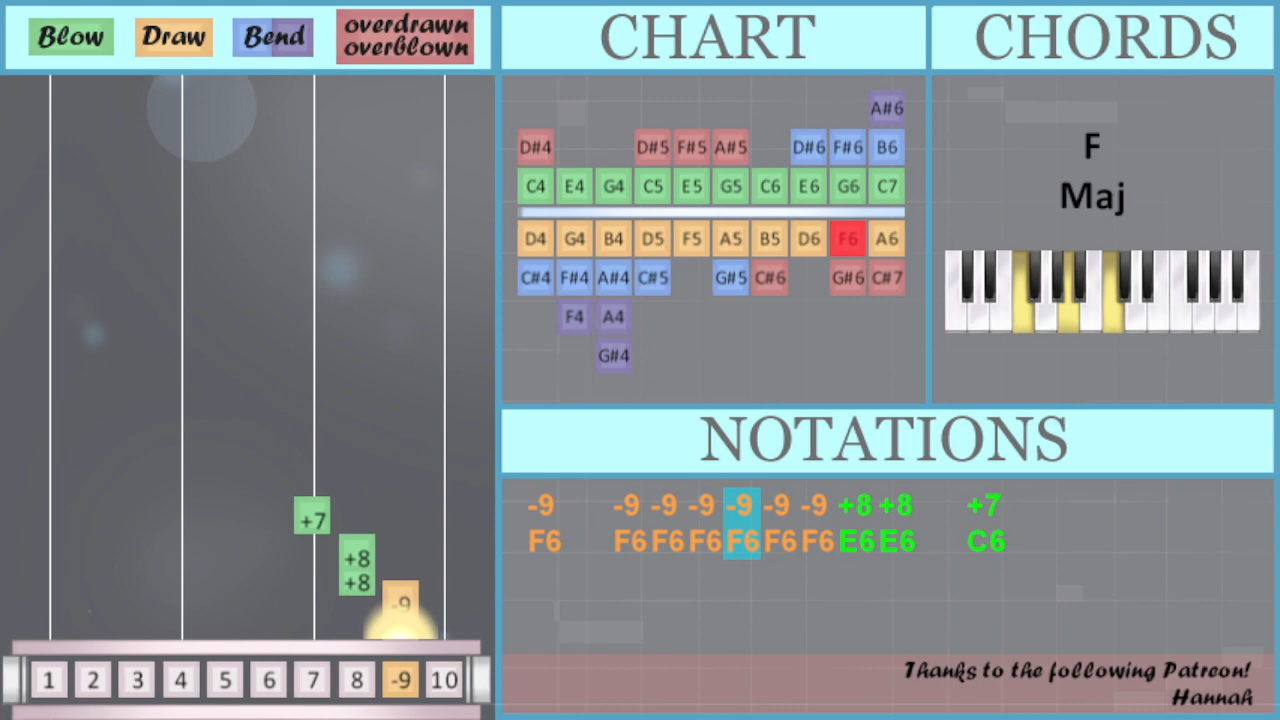 Blow Draw Bend overdrawn
overblown
CHART
CHORDS
A#6
D#4 D#5 F#5 A#5 D#6 F#6 B6
C4 E4 G4 C5 E5 G5 C6 E6 G6 C7
D4 G4 B4 D5 F5 A5 B5 D6 F6 A6
C#4 F#4 A#4 C#5 G#5 C#6 G#6 C#7
F4 A4
G#4
F
Maj
NOTATIONS
-9 -9 -9 -9 -9 -9 -9 +8 +8 +7
F6 F6 F6 F6 F6 F6 F6 E6 E6 C6
+7
+8
+8
-9
1 2 3 4 5 6 7 8 -9 10
Thanks to the following Patreon!
Hannah